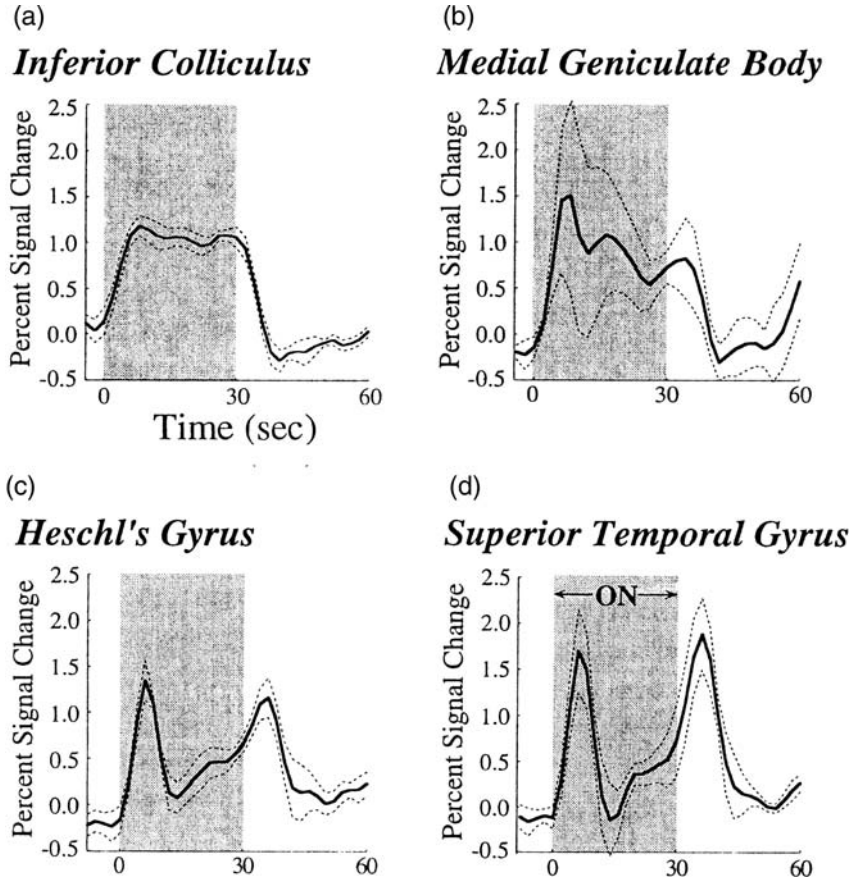 (a)
Inferior Colliculus
Percent Signal Change
2.5
2.0
1.5
1.0
0.5
0.0
-0.5
0
30
60
Time (sec)
(b)
Medial Geniculate Body
Percent Signal Change
2.5
2.0
1.5
1.0
0.5
0.0
-0.5
0
30
60
(c)
Heschl's Gyrus
Percent Signal Change
2.5
2.0
1.5
1.0
0.5
0.0
-0.5
0
30
60
(d)
Superior Temporal Gyrus
Percent Signal Change
2.5
2.0
1.5
1.0
0.5
0.0
-0.5
ON
0
30
60